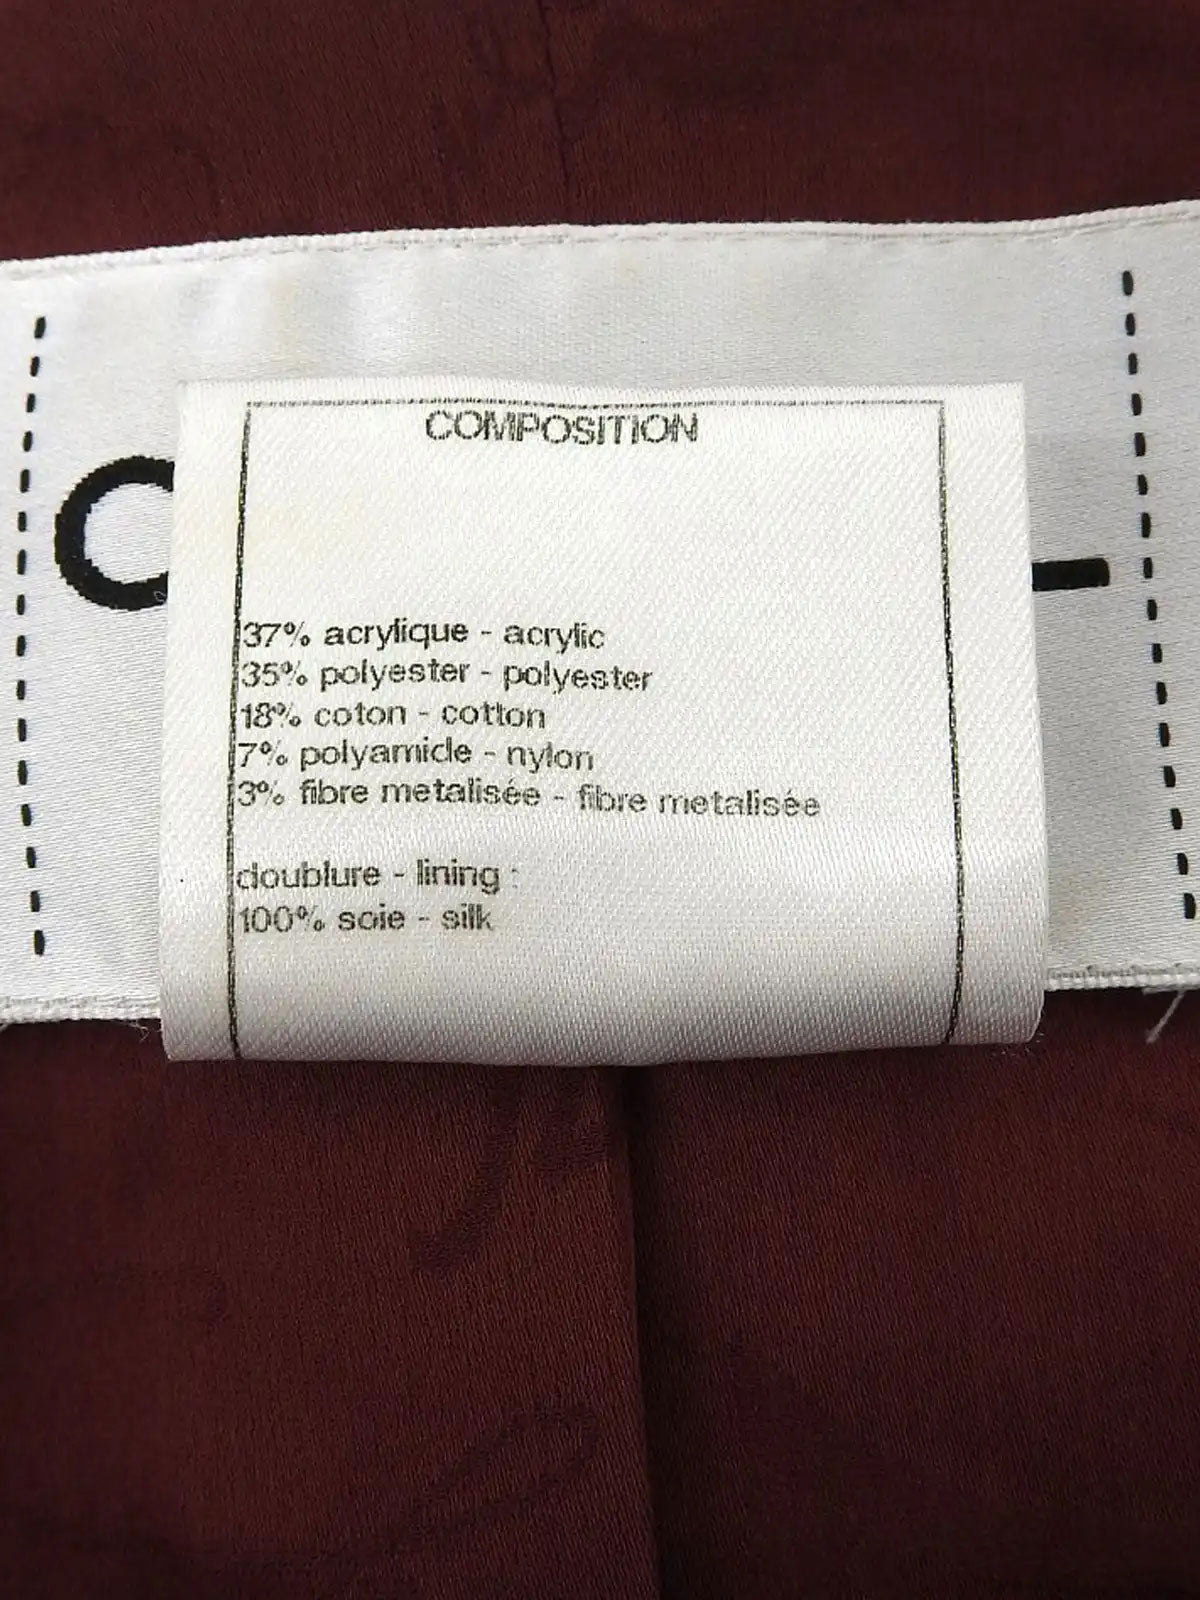 COMPOSITION
37% acrylique - acrylic
35% polyester - polyester
18% coton - cotton
7% polyamide - nylon
3% fibre metalisée - fibre metalisée
doublure - lining :
100% soie - silk